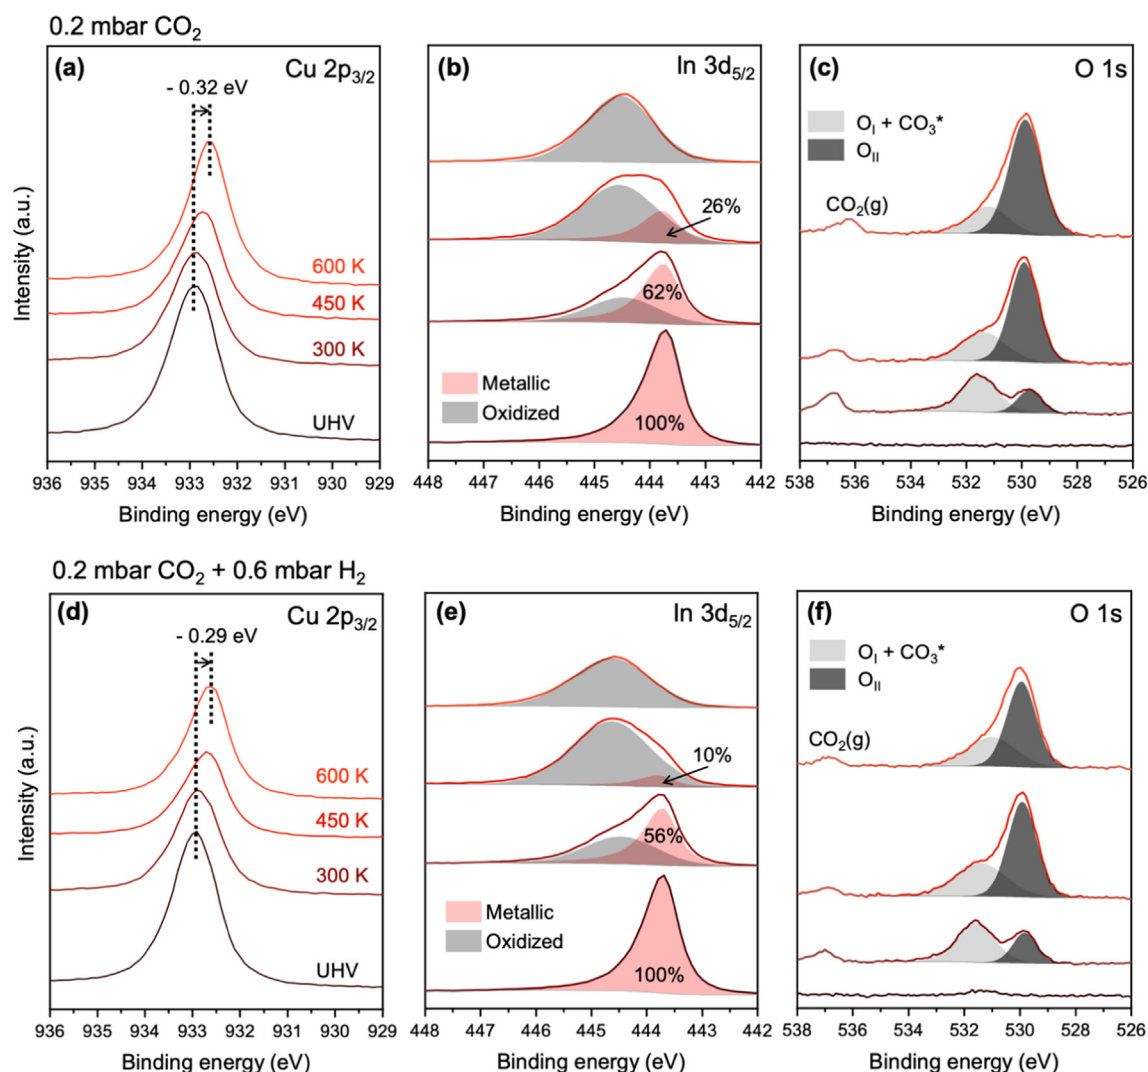 0.2 mbar CO₂
(a)
Cu 2p₃/₂
- 0.32 eV
600 K
450 K
300 K
UHV
Intensity (a.u.)
936 935 934 933 932 931 930 929
Binding energy (eV)
(b)
In 3d₅/₂
26%
62%
Metallic
Oxidized
100%
448 447 446 445 444 443 442
Binding energy (eV)
(c)
O 1s
O_I + CO₃*
O_II
CO₂(g)
538 536 534 532 530 528 526
Binding energy (eV)
0.2 mbar CO₂ + 0.6 mbar H₂
(d)
Cu 2p₃/₂
- 0.29 eV
600 K
450 K
300 K
UHV
Intensity (a.u.)
936 935 934 933 932 931 930 929
Binding energy (eV)
(e)
In 3d₅/₂
10%
56%
Metallic
Oxidized
100%
448 447 446 445 444 443 442
Binding energy (eV)
(f)
O 1s
O_I + CO₃*
O_II
CO₂(g)
538 536 534 532 530 528 526
Binding energy (eV)